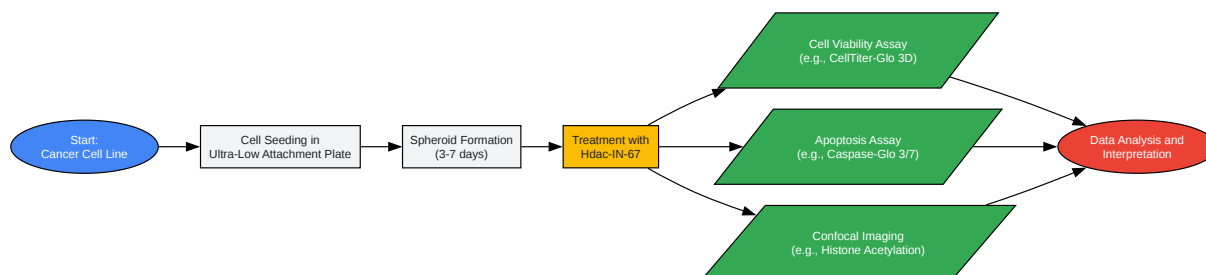 Start:
Cancer Cell Line
Cell Seeding in
Ultra-Low Attachment Plate
Spheroid Formation
(3-7 days)
Treatment with
Hdac-IN-67
Cell Viability Assay
(e.g., CellTiter-Glo 3D)
Apoptosis Assay
(e.g., Caspase-Glo 3/7)
Confocal Imaging
(e.g., Histone Acetylation)
Data Analysis and
Interpretation